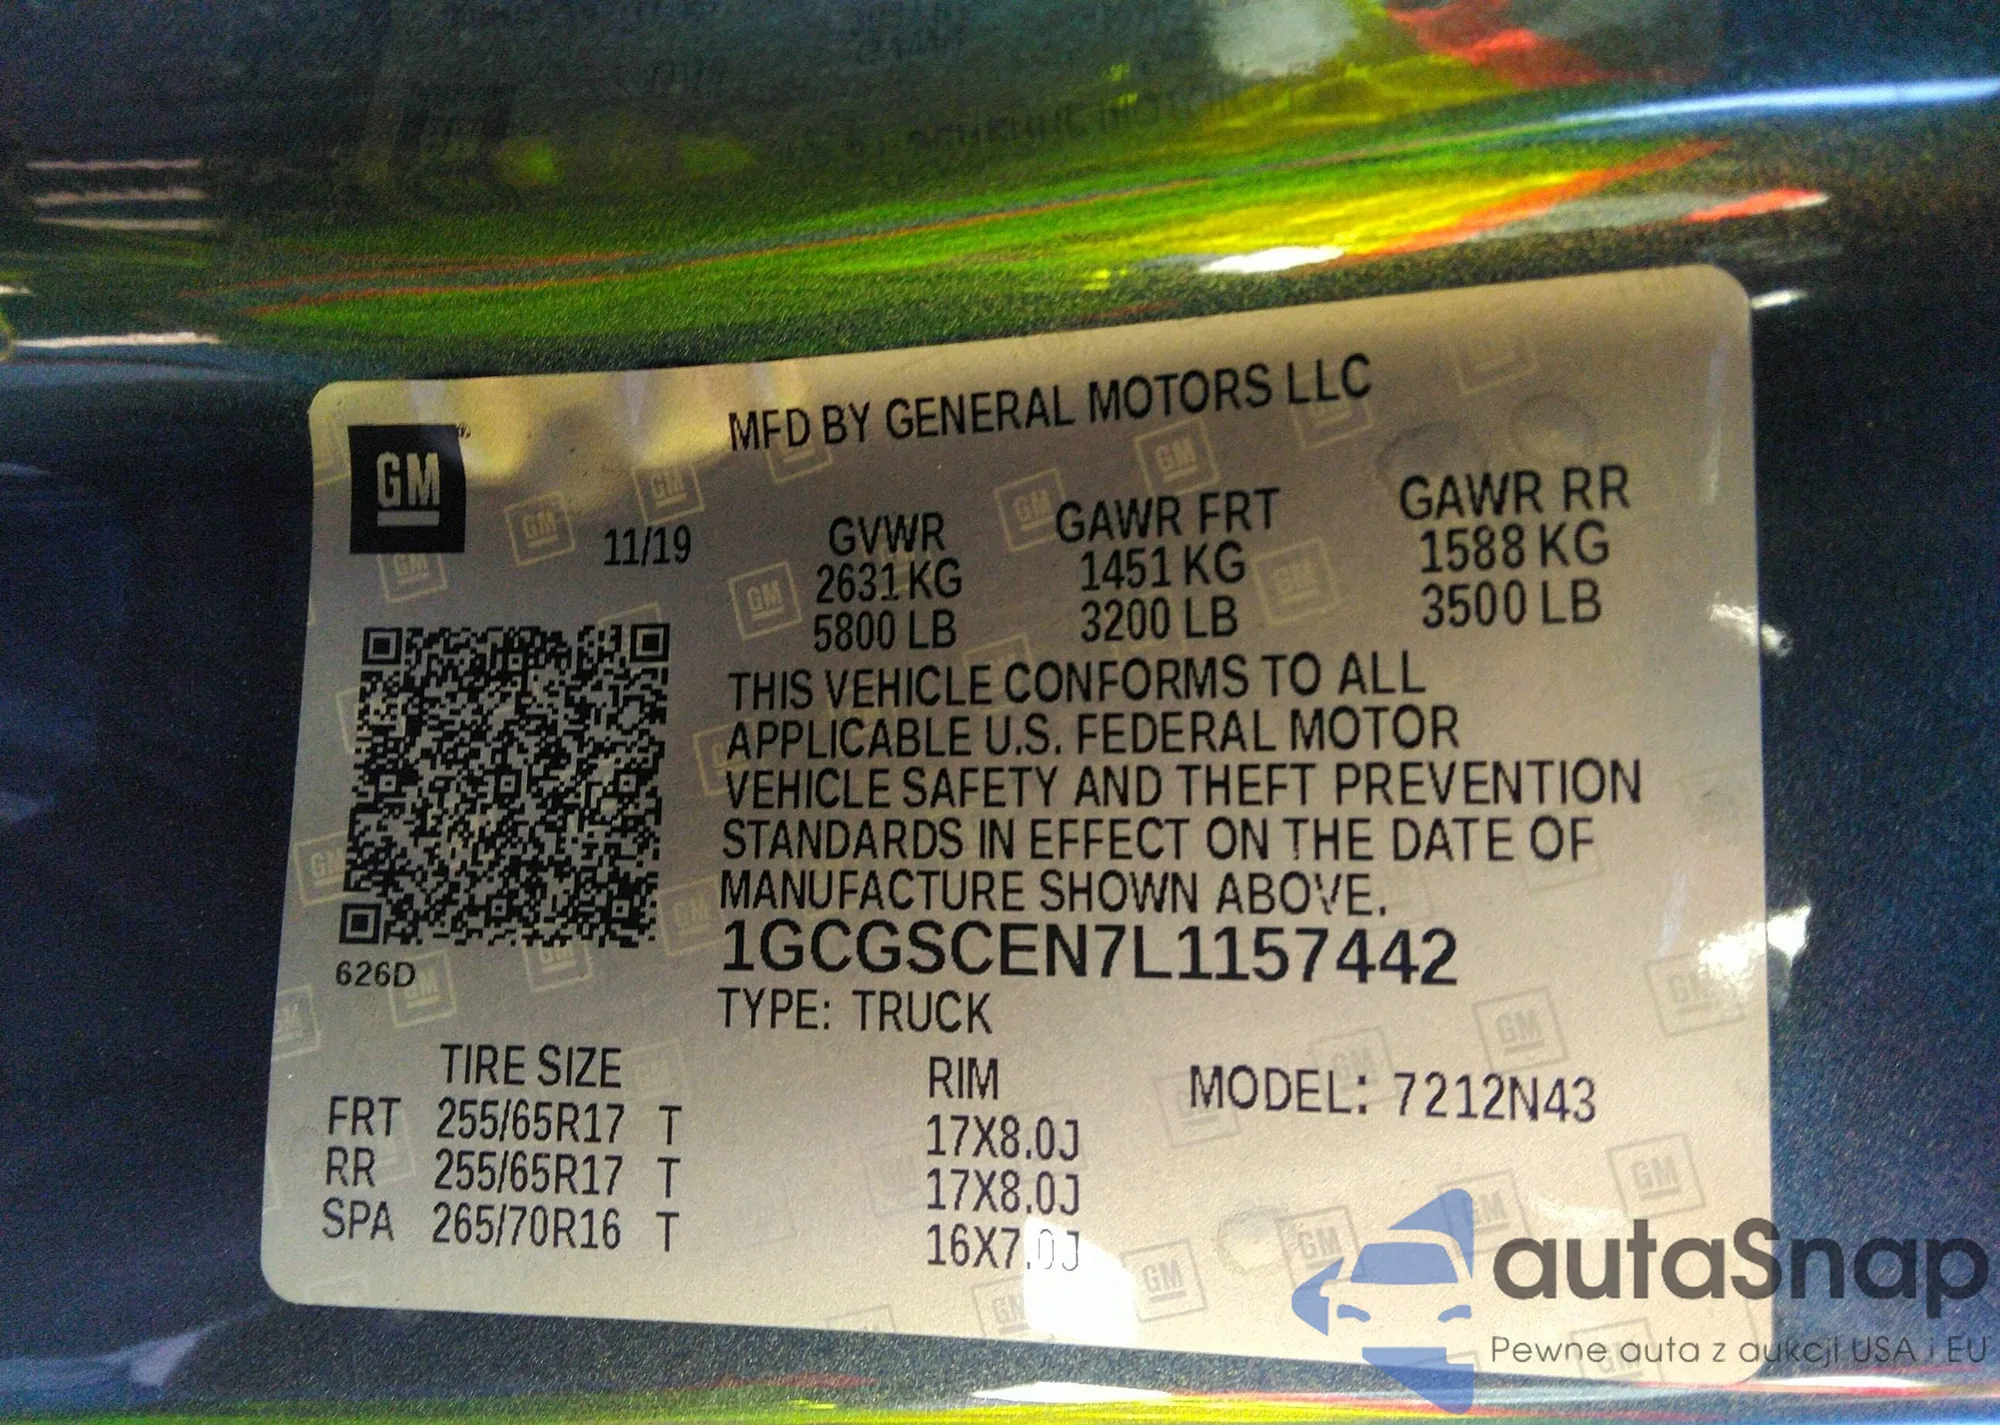 MFD BY GENERAL MOTORS LLC
GM
11/19
GVWR GAWR FRT GAWR RR
2631 KG 1451 KG 1588 KG
5800 LB 3200 LB 3500 LB
THIS VEHICLE CONFORMS TO ALL
APPLICABLE U.S. FEDERAL MOTOR
VEHICLE SAFETY AND THEFT PREVENTION
STANDARDS IN EFFECT ON THE DATE OF
MANUFACTURE SHOWN ABOVE.
1GCGSCEN7L1157442
626D
TYPE: TRUCK
TIRE SIZE RIM MODEL: 7212N43
FRT 255/65R17 T 17X8.0J
RR 255/65R17 T 17X8.0J
SPA 265/70R16 T 16X7.0J
autaSnap
Pewne auta z aukcji USA i EU